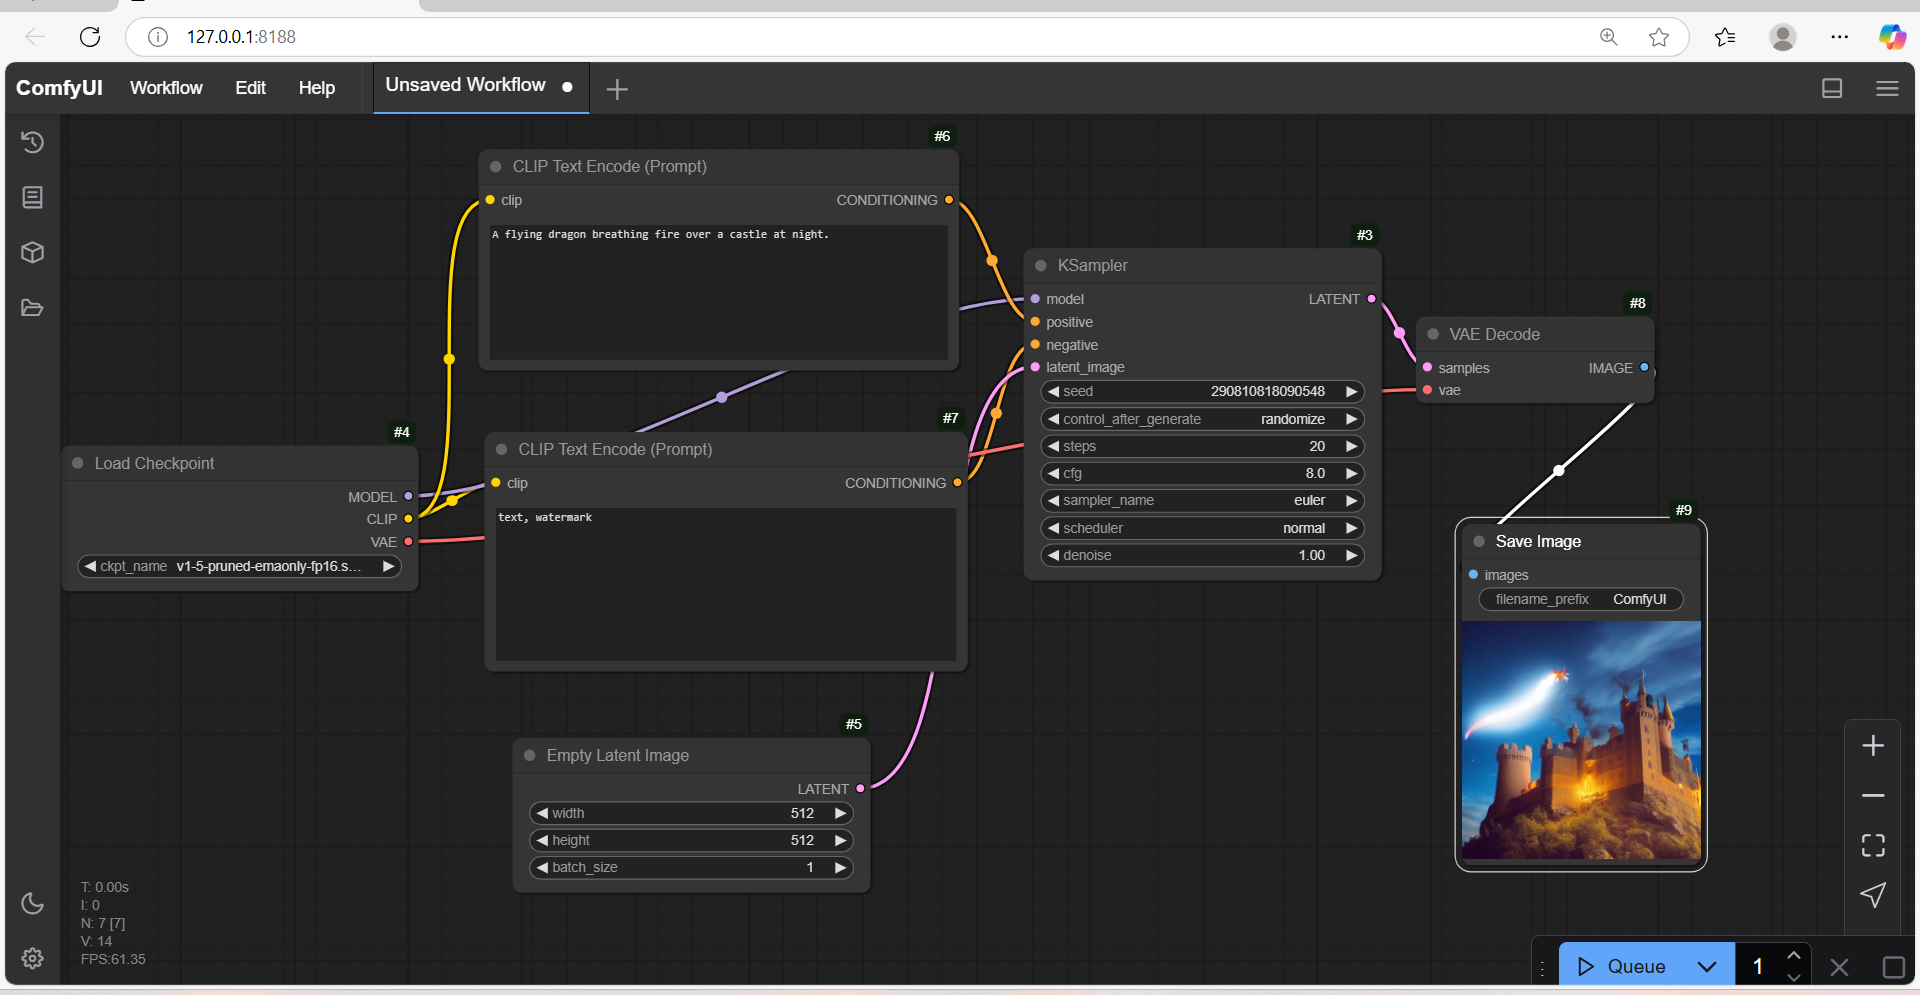 127.0.0.1:8188
ComfyUI
Workflow
Edit
Help
Unsaved Workflow
#6
CLIP Text Encode (Prompt)
clip
CONDITIONING
A flying dragon breathing fire over a castle at night.
#3
KSampler
model
LATENT
positive
negative
latent_image
seed 290810818090548
control_after_generate randomize
steps 20
cfg 8.0
sampler_name euler
scheduler normal
denoise 1.00
#8
VAE Decode
samples
IMAGE
vae
#4
Load Checkpoint
MODEL
CLIP
VAE
ckpt_name v1-5-pruned-emaonly-fp16.s...
#7
CLIP Text Encode (Prompt)
clip
CONDITIONING
text, watermark
#9
Save Image
images
filename_prefix ComfyUI
#5
Empty Latent Image
LATENT
width 512
height 512
batch_size 1
T: 0.00s
I: 0
N: 7 [7]
V: 14
FPS:61.35
Queue
1